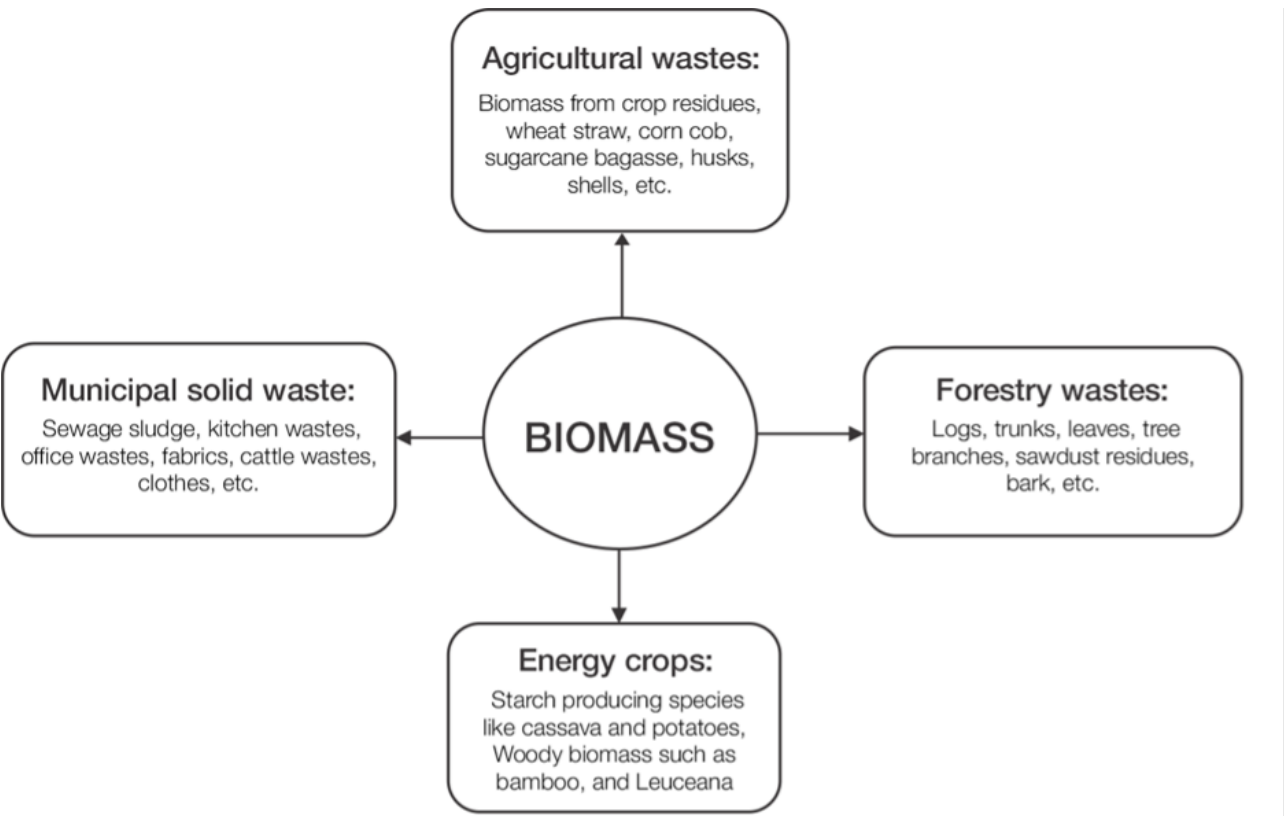 Agricultural wastes:
Biomass from crop residues,
wheat straw, corn cob,
sugarcane bagasse, husks,
shells, etc.
Municipal solid waste:
Sewage sludge, kitchen wastes,
office wastes, fabrics, cattle wastes,
clothes, etc.
BIOMASS
Forestry wastes:
Logs, trunks, leaves, tree
branches, sawdust residues,
bark, etc.
Energy crops:
Starch producing species
like cassava and potatoes,
Woody biomass such as
bamboo, and Leuceana